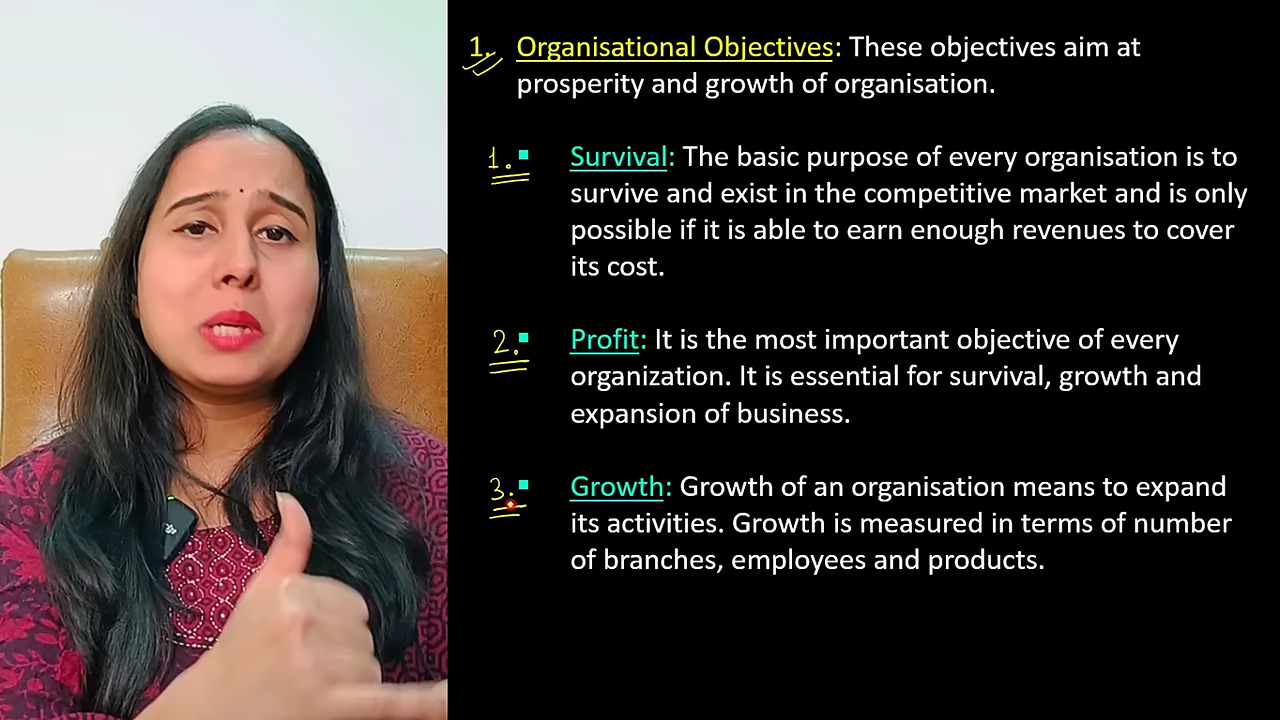 1. Organisational Objectives: These objectives aim at
prosperity and growth of organisation.
1. Survival: The basic purpose of every organisation is to
survive and exist in the competitive market and is only
possible if it is able to earn enough revenues to cover
its cost.
2. Profit: It is the most important objective of every
organization. It is essential for survival, growth and
expansion of business.
3. Growth: Growth of an organisation means to expand
its activities. Growth is measured in terms of number
of branches, employees and products.